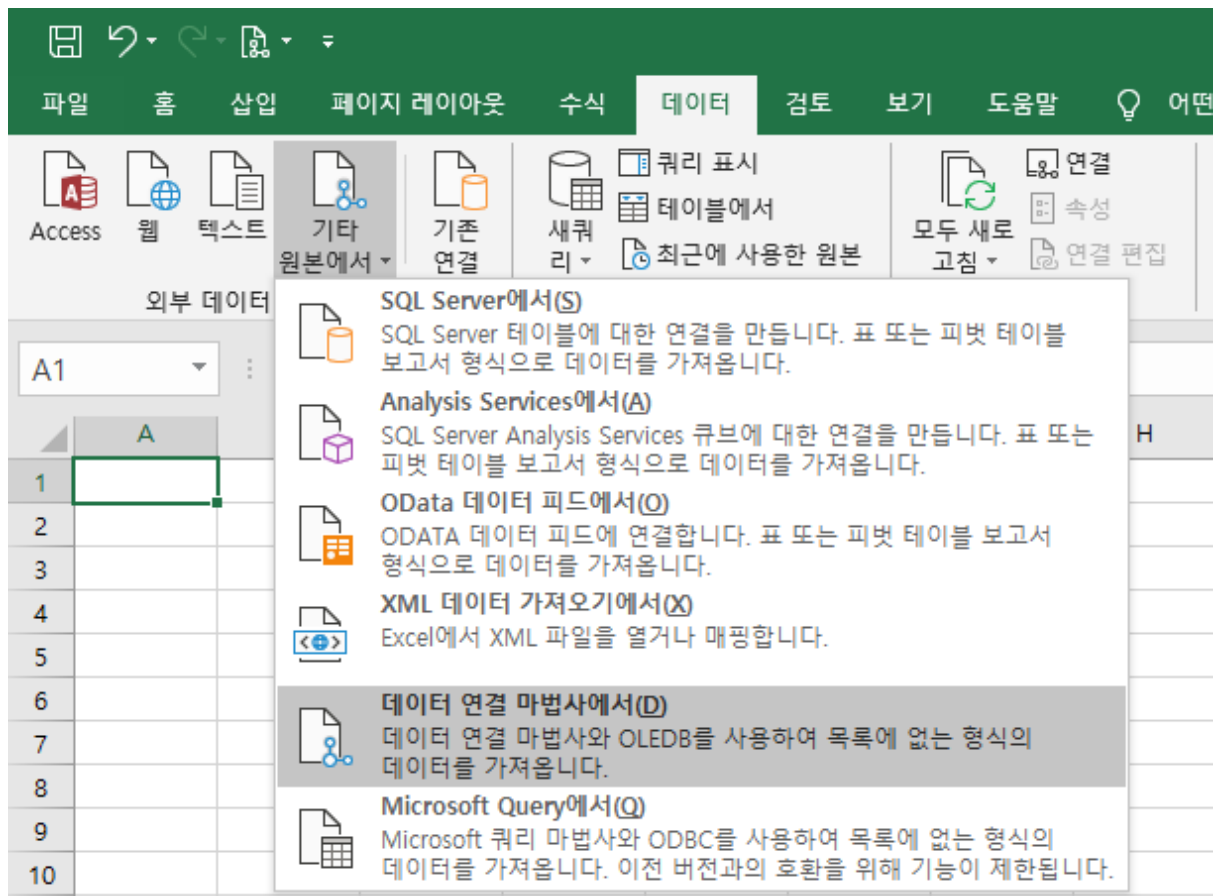 파일 홈 삽입 페이지 레이아웃 수식 데이터 검토 보기 도움말 어떤
Access 웹 텍스트 기타 원본에서 기존 연결 새쿼리 쿼리 표시 모두 새로 고침 연결
테이블에서 속성
최근에 사용한 원본 연결 편집
외부 데이터
SQL Server에서(S)
SQL Server 테이블에 대한 연결을 만듭니다. 표 또는 피벗 테이블
보고서 형식으로 데이터를 가져옵니다.
A1
Analysis Services에서(A)
SQL Server Analysis Services 큐브에 대한 연결을 만듭니다. 표 또는
피벗 테이블 보고서 형식으로 데이터를 가져옵니다.
A H
OData 데이터 피드에서(O)
ODATA 데이터 피드에 연결합니다. 표 또는 피벗 테이블 보고서
형식으로 데이터를 가져옵니다.
XML 데이터 가져오기에서(X)
Excel에서 XML 파일을 열거나 매핑합니다.
데이터 연결 마법사에서(D)
데이터 연결 마법사와 OLEDB를 사용하여 목록에 없는 형식의
데이터를 가져옵니다.
Microsoft Query에서(Q)
Microsoft 쿼리 마법사와 ODBC를 사용하여 목록에 없는 형식의
데이터를 가져옵니다. 이전 버전과의 호환을 위해 기능이 제한됩니다.
1
2
3
4
5
6
7
8
9
10